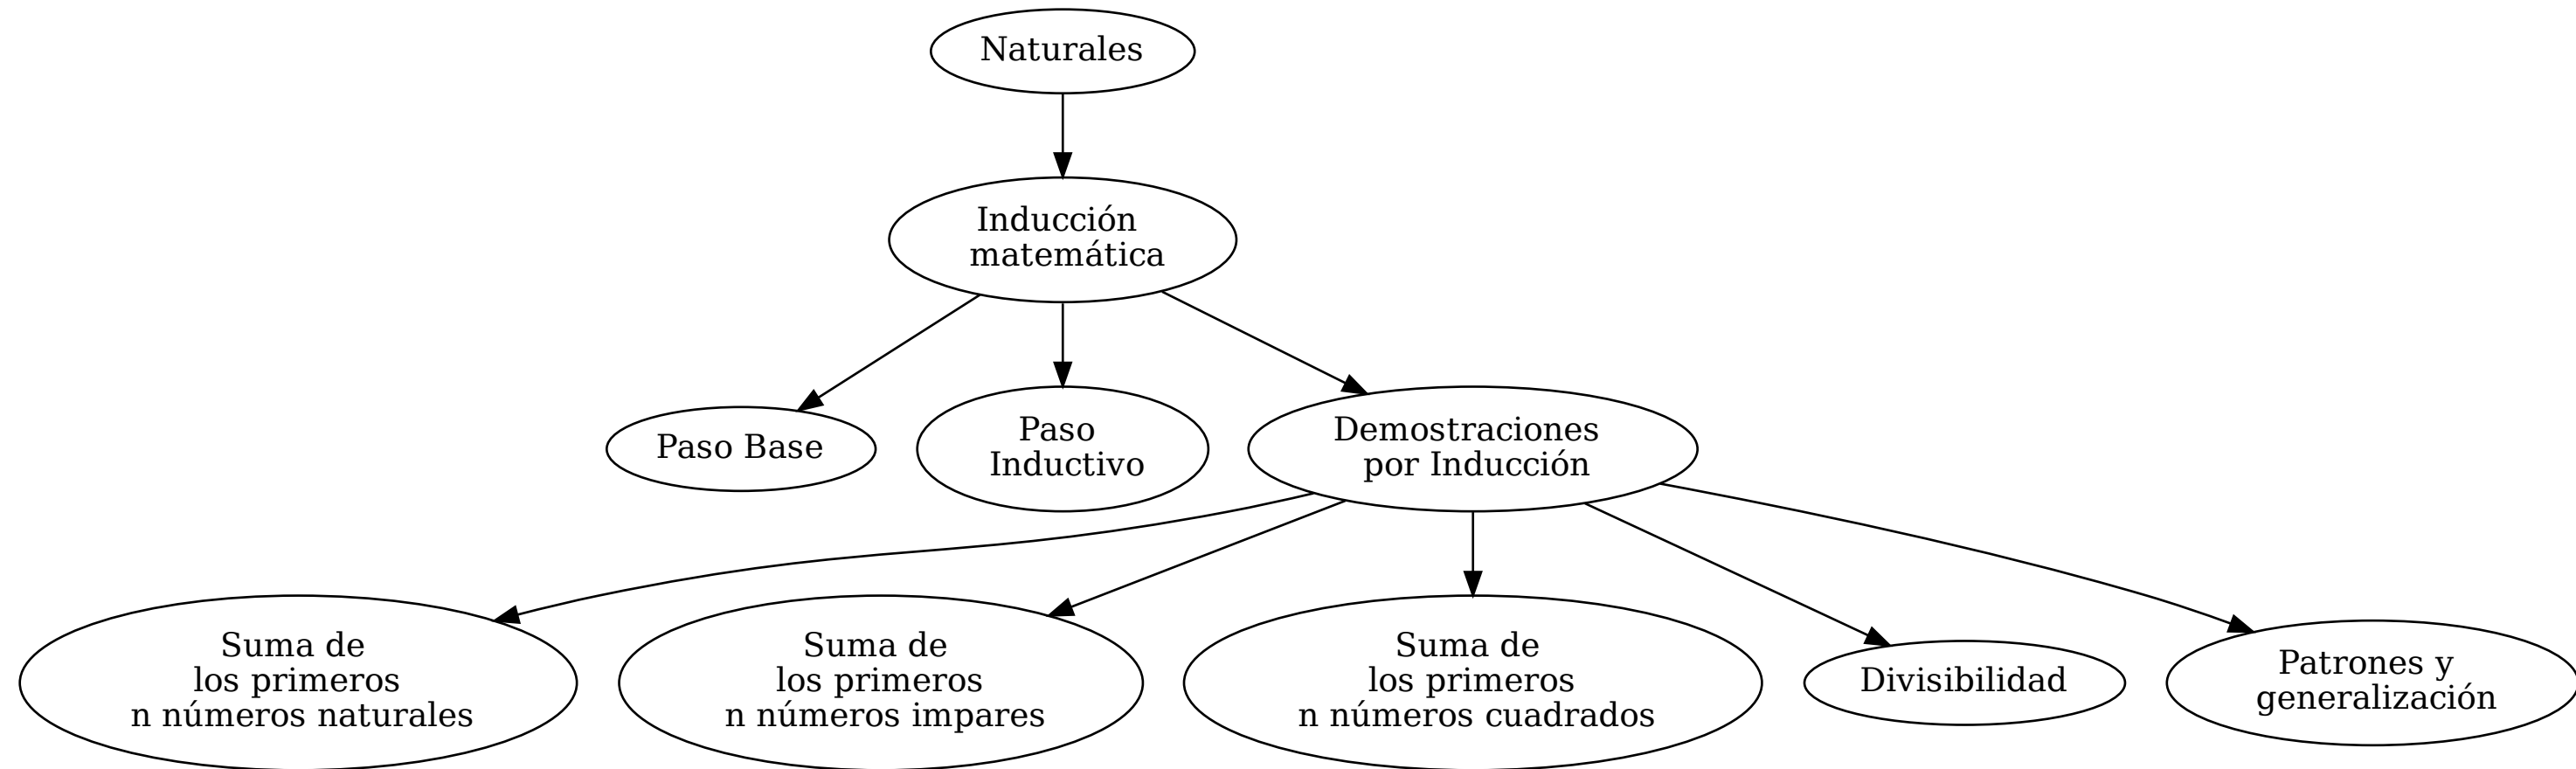 Naturales
Inducción
matemática
Paso Base
Paso
Inductivo
Demostraciones
por Inducción
Suma de
los primeros
n números naturales
Suma de
los primeros
n números impares
Suma de
los primeros
n números cuadrados
Divisibilidad
Patrones y
generalización